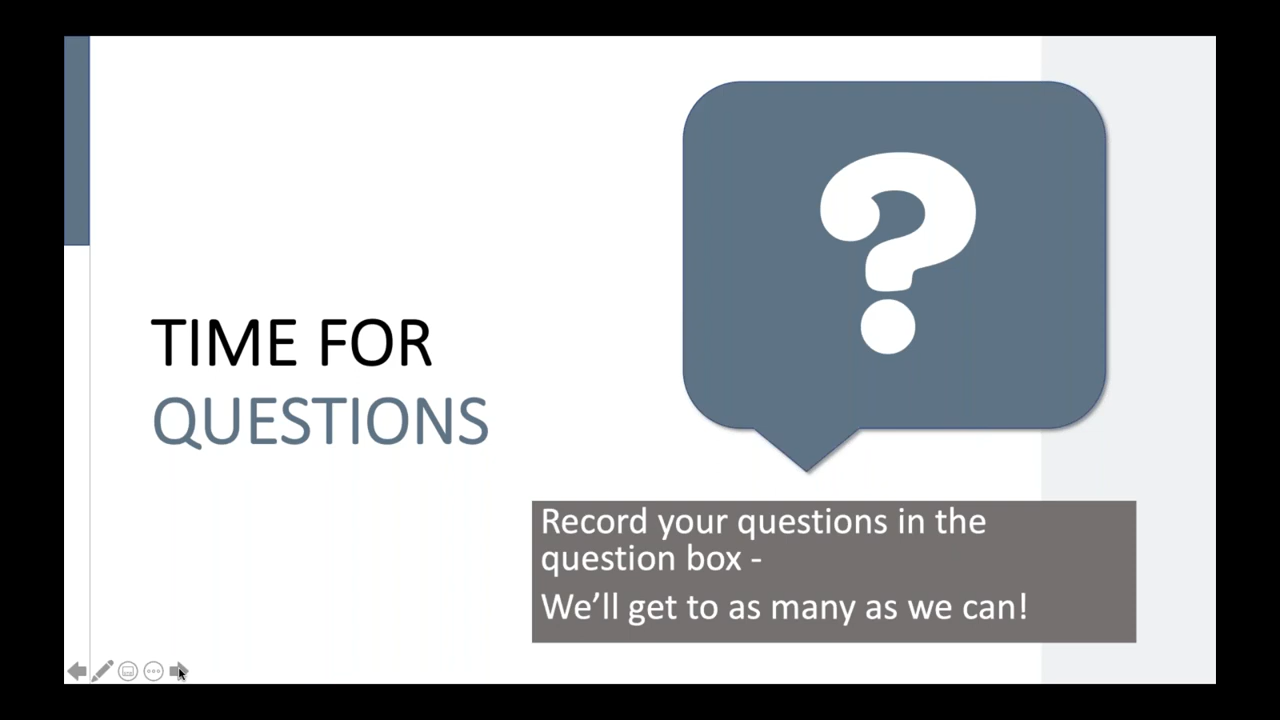 TIME FOR
QUESTIONS
?
Record your questions in the
question box -
We’ll get to as many as we can!